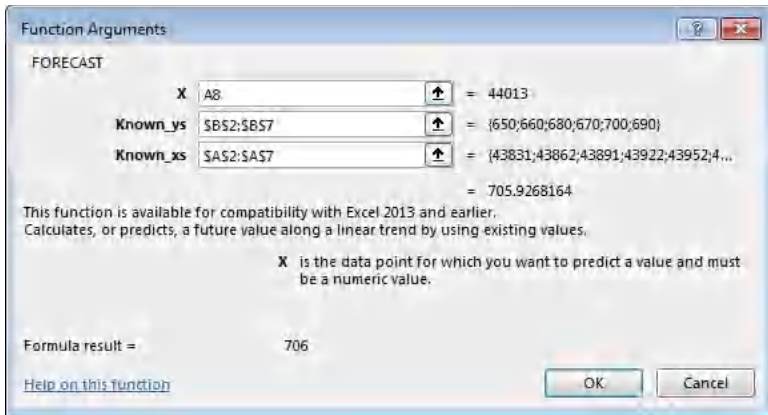 Function Arguments
FORECAST
X A8 = 44013
Known_ys $B$2:$B$7 = {650;660;680;670;700;690}
Known_xs $A$2:$A$7 = {43831;43862;43891;43922;43952;4...
= 705.9268164
This function is available for compatibility with Excel 2013 and earlier.
Calculates, or predicts, a future value along a linear trend by using existing values.
X is the data point for which you want to predict a value and must
be a numeric value.
Formula result = 706
Help on this function OK Cancel